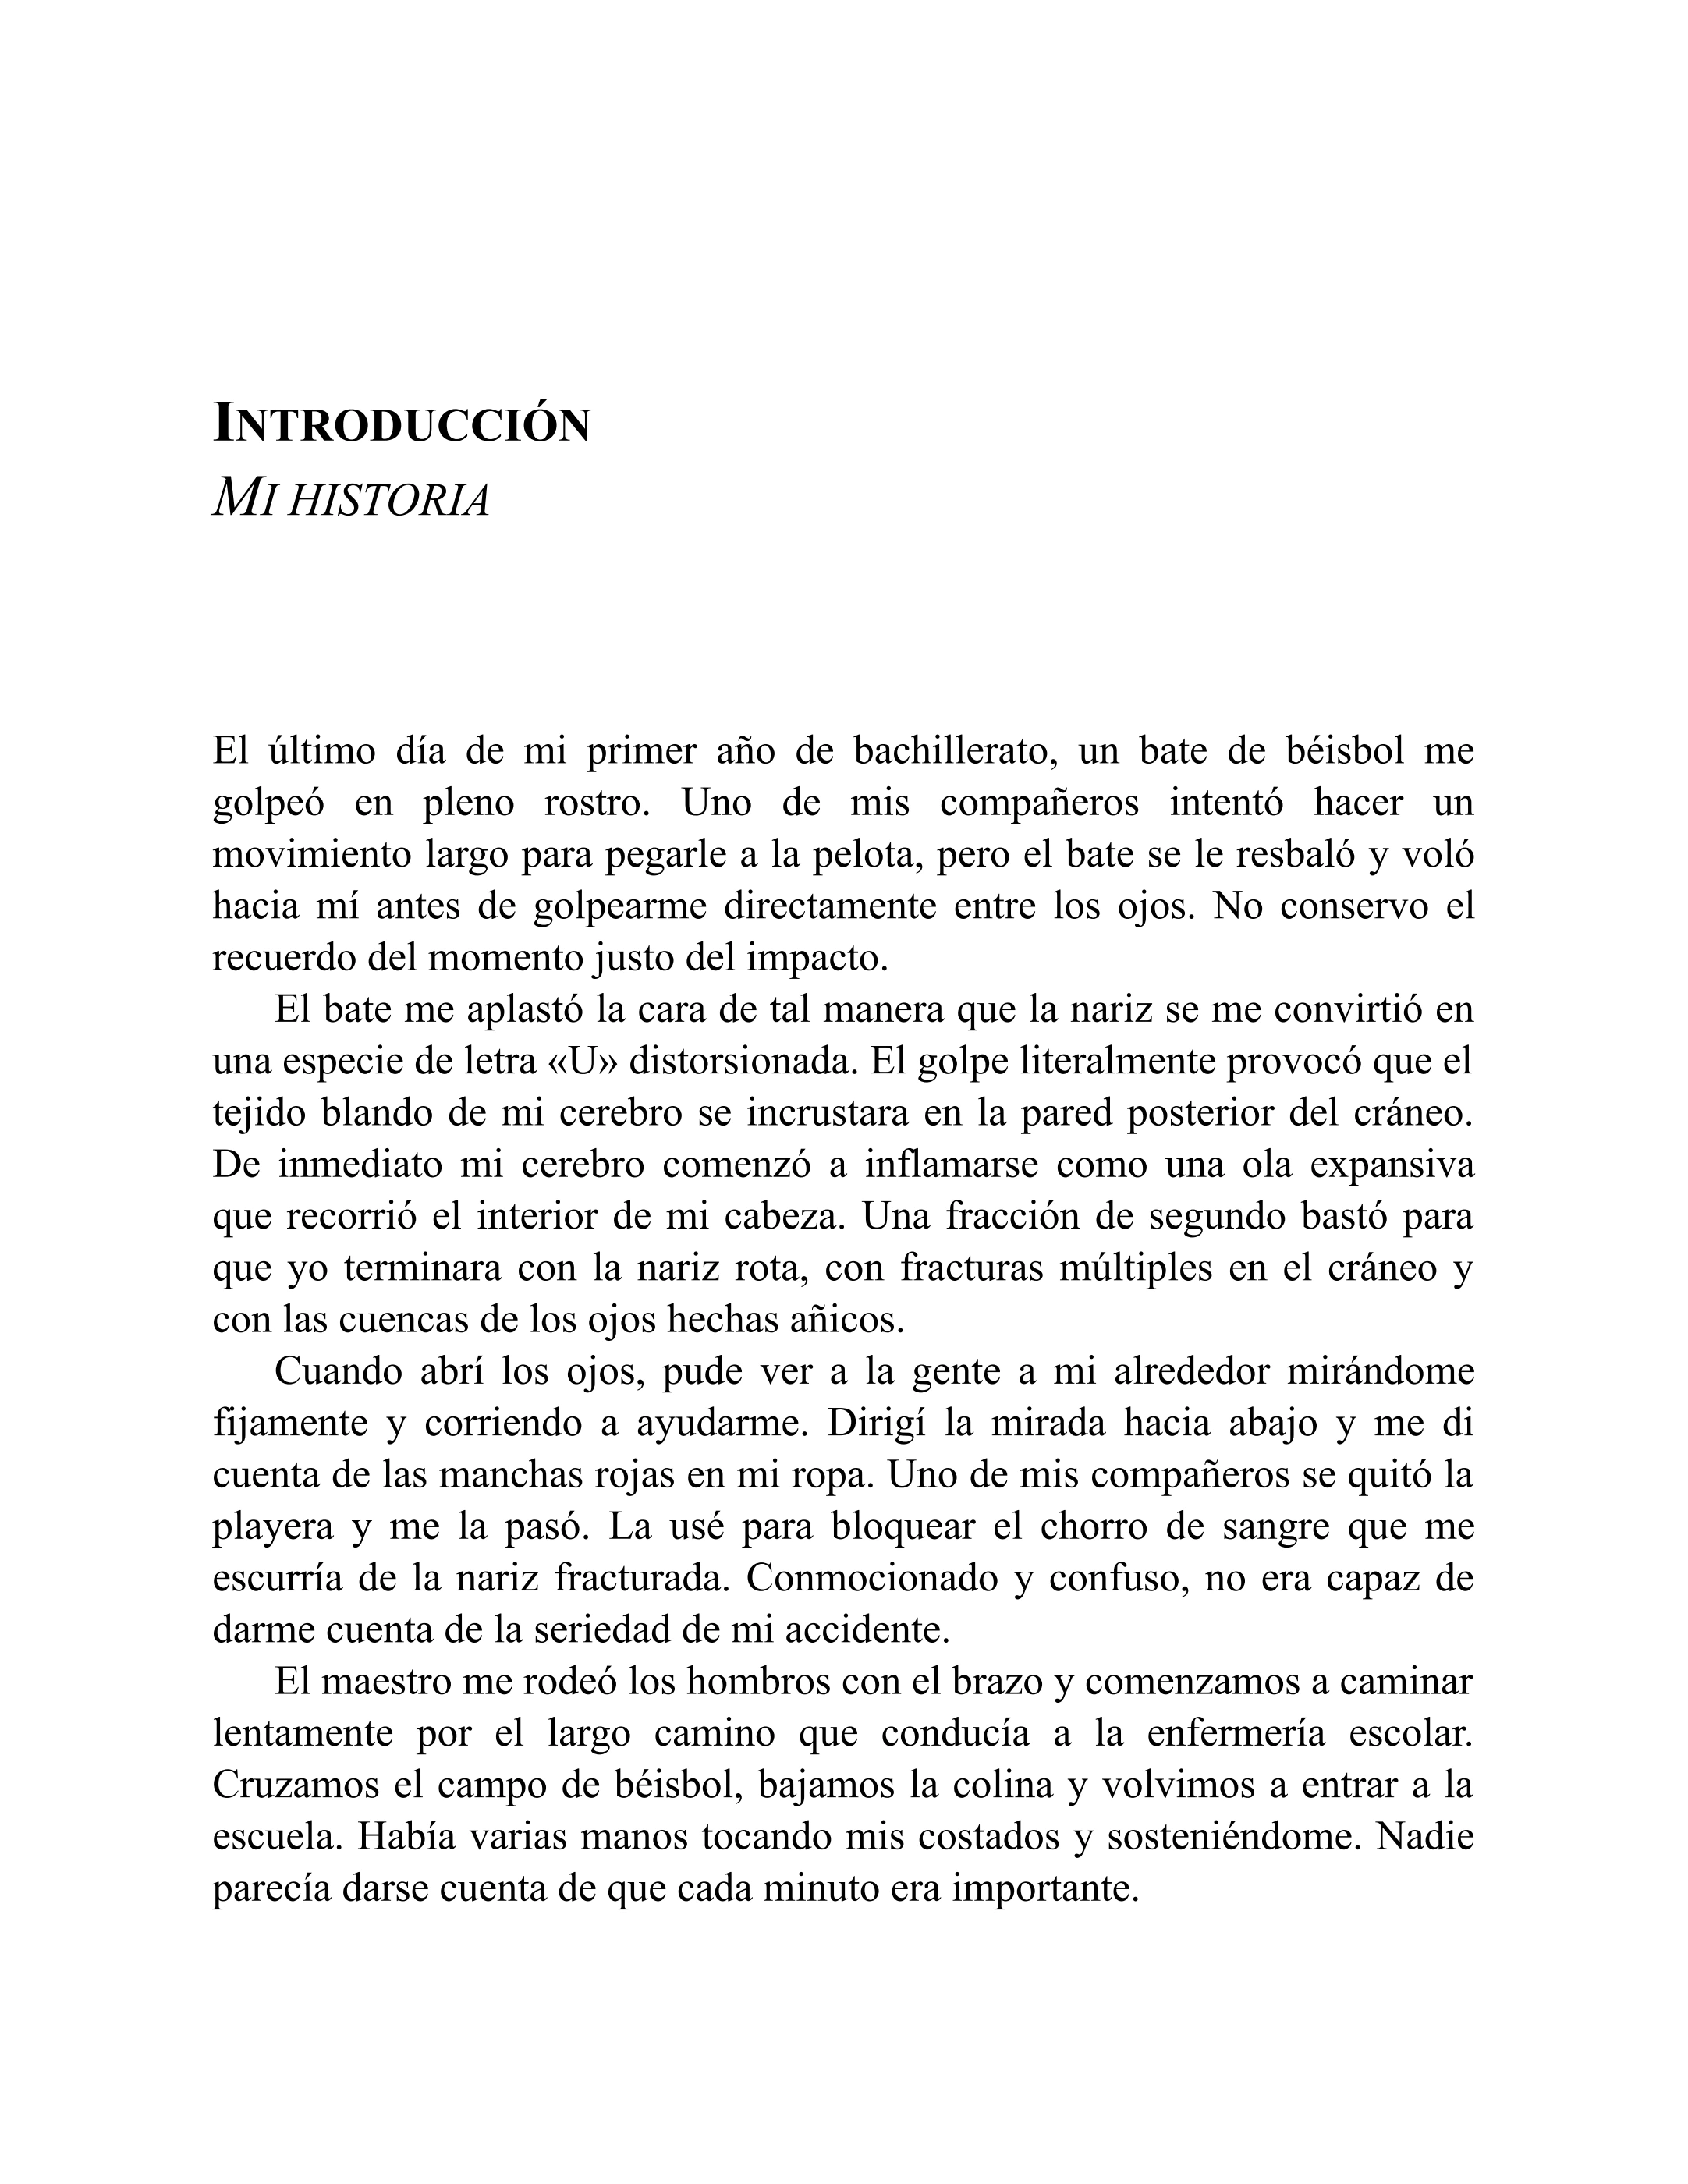 INTRODUCCIÓN
MI HISTORIA
El último día de mi primer año de bachillerato, un bate de béisbol me
golpeó en pleno rostro. Uno de mis compañeros intentó hacer un
movimiento largo para pegarle a la pelota, pero el bate se le resbaló y voló
hacia mí antes de golpearme directamente entre los ojos. No conservo el
recuerdo del momento justo del impacto.
El bate me aplastó la cara de tal manera que la nariz se me convirtió en
una especie de letra «U» distorsionada. El golpe literalmente provocó que el
tejido blando de mi cerebro se incrustara en la pared posterior del cráneo.
De inmediato mi cerebro comenzó a inflamarse como una ola expansiva
que recorrió el interior de mi cabeza. Una fracción de segundo bastó para
que yo terminara con la nariz rota, con fracturas múltiples en el cráneo y
con las cuencas de los ojos hechas añicos.
Cuando abrí los ojos, pude ver a la gente a mi alrededor mirándome
fijamente y corriendo a ayudarme. Dirigí la mirada hacia abajo y me di
cuenta de las manchas rojas en mi ropa. Uno de mis compañeros se quitó la
playera y me la pasó. La usé para bloquear el chorro de sangre que me
escurría de la nariz fracturada. Conmocionado y confuso, no era capaz de
darme cuenta de la seriedad de mi accidente.
El maestro me rodeó los hombros con el brazo y comenzamos a caminar
lentamente por el largo camino que conducía a la enfermería escolar.
Cruzamos el campo de béisbol, bajamos la colina y volvimos a entrar a la
escuela. Había varias manos tocando mis costados y sosteniéndome. Nadie
parecía darse cuenta de que cada minuto era importante.